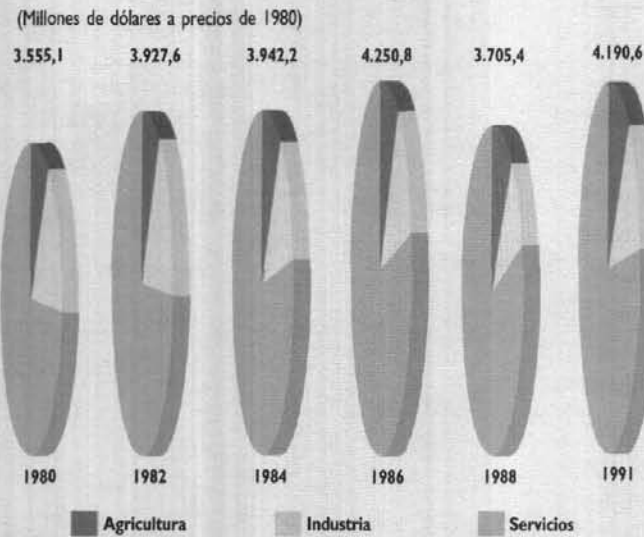 (Millones de dólares a precios de 1980)
3.555,1 3.927,6 3.942,2 4.250,8 3.705,4 4.190,6
1980 1982 1984 1986 1988 1991
Agricultura Industria Servicios